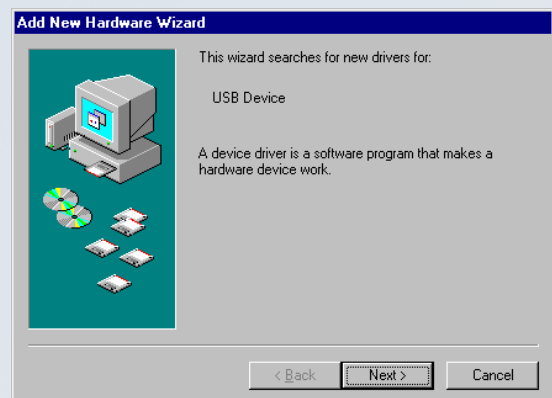 Add New Hardware Wizard
This wizard searches for new drivers for:
USB Device
A device driver is a software program that makes a
hardware device work.
< Back
Next >
Cancel